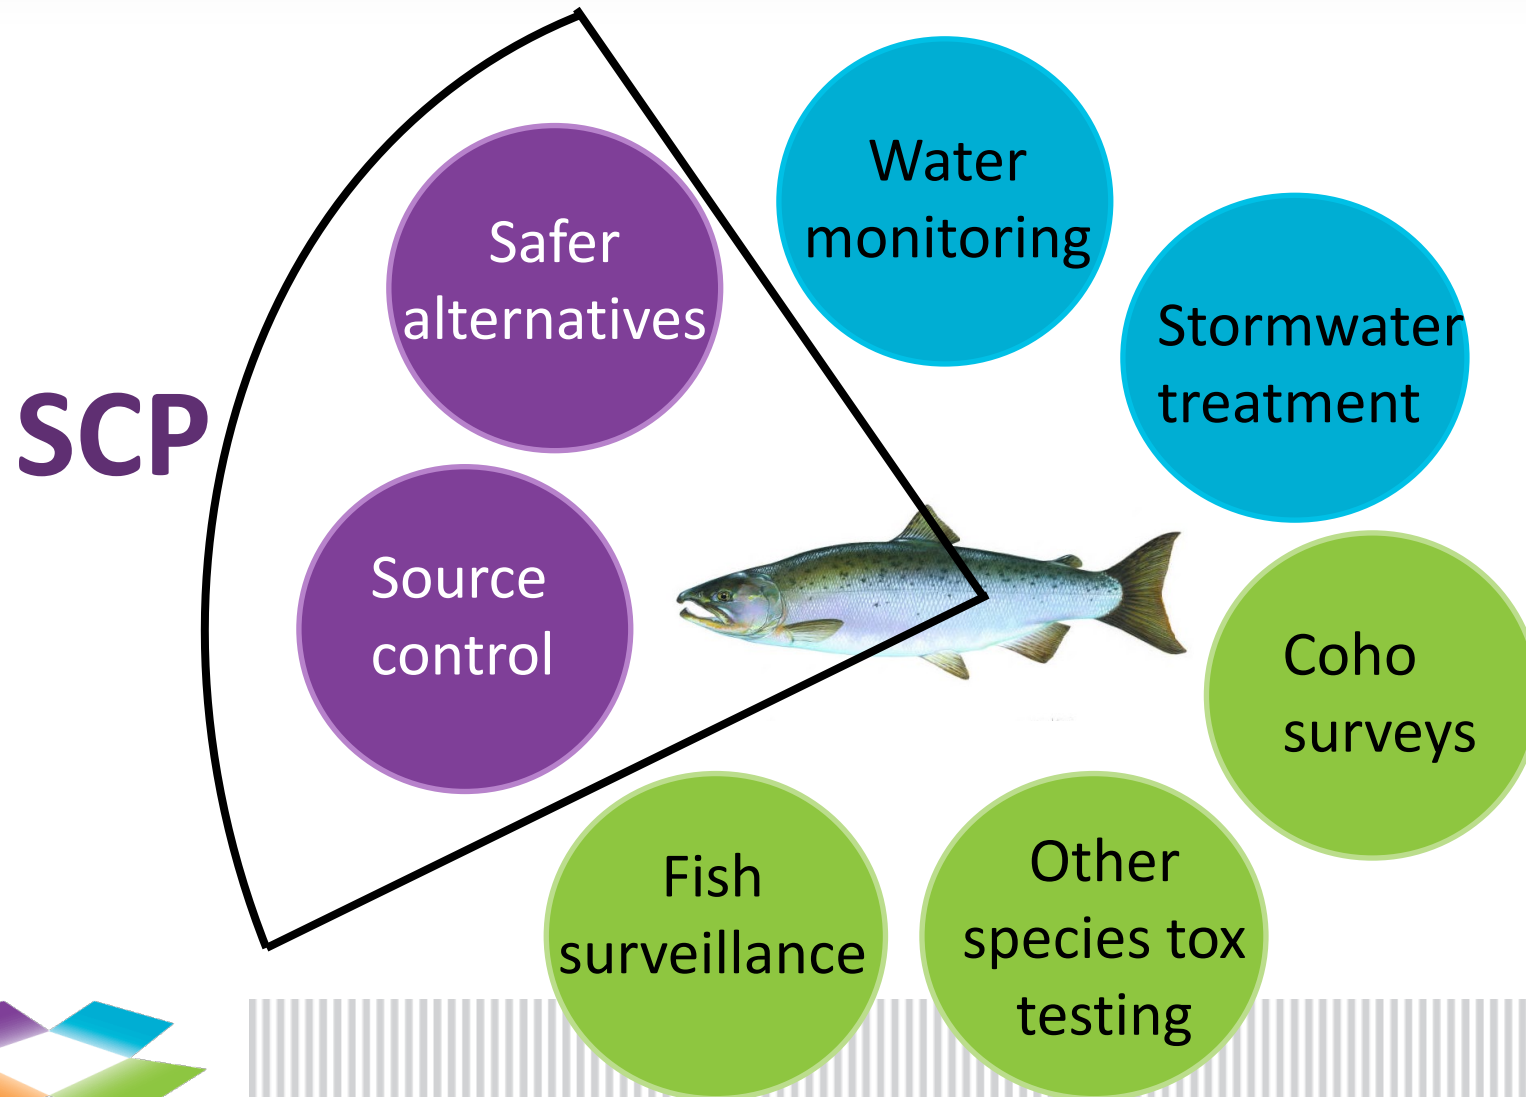 SCP
Safer
alternatives
Source
control
Water
monitoring
Stormwater
treatment
Coho
surveys
Other
species tox
testing
Fish
surveillance